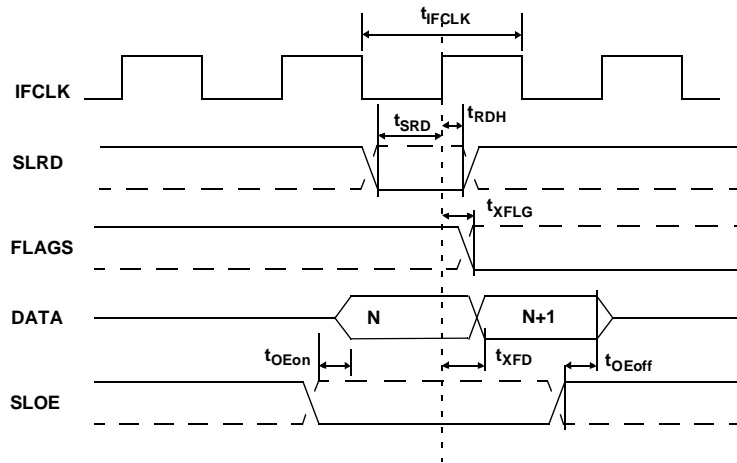 tIFCLK
IFCLK
tSRD
tRDH
SLRD
tXFLG
FLAGS
DATA
N
N+1
tOEon
tXFD
tOEoff
SLOE